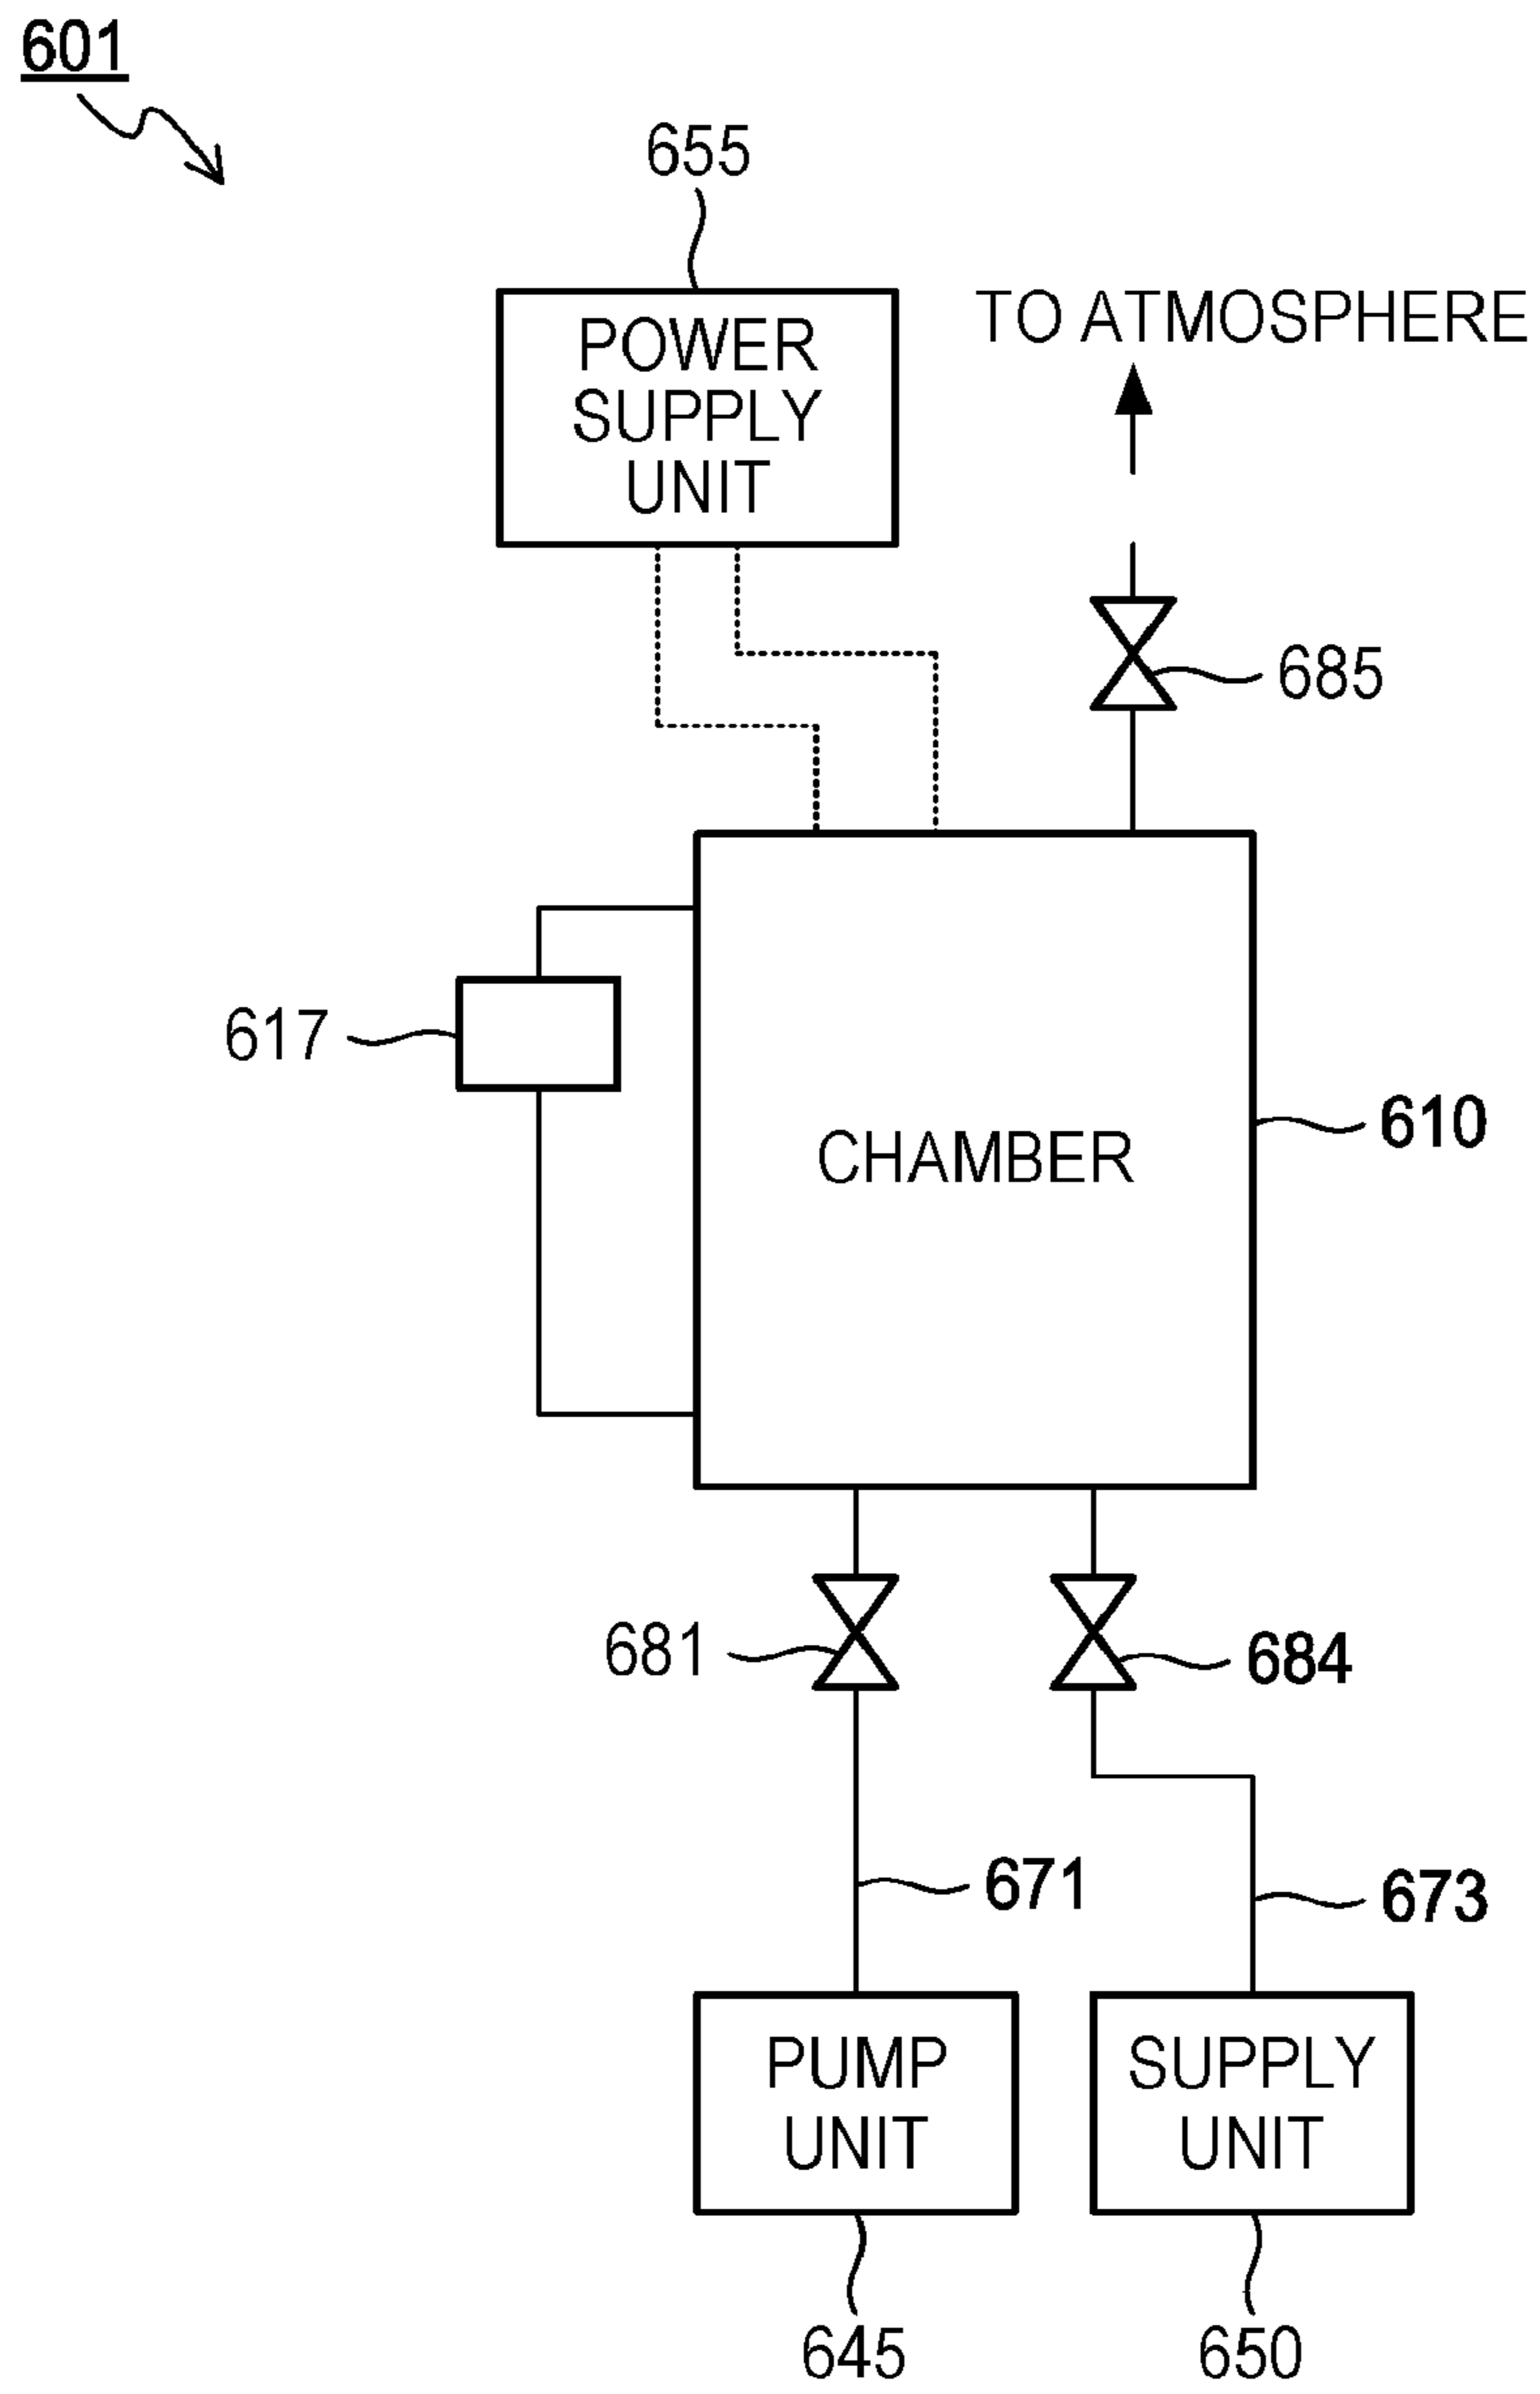 601
655
POWER
SUPPLY
UNIT
TO ATMOSPHERE
685
617
610
CHAMBER
681
684
671
673
PUMP
UNIT
SUPPLY
UNIT
645
650